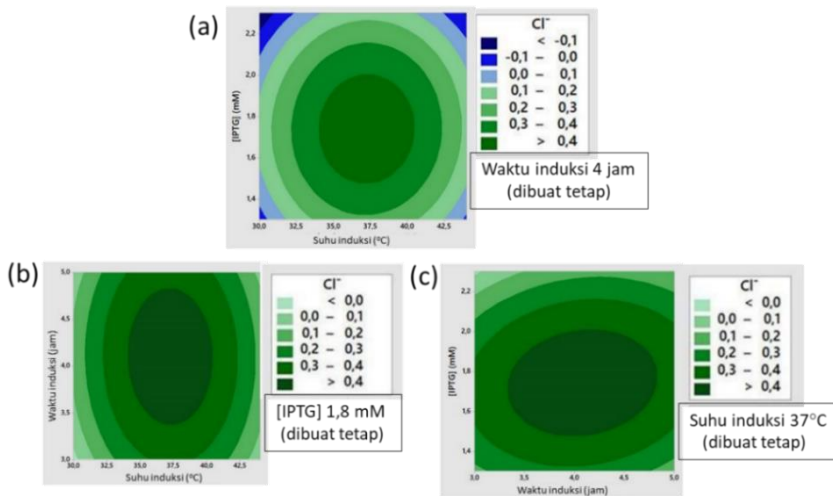 (a)
[IPTG] (mM)
2,2
2,0
1,8
1,6
1,4
30,0 32,5 35,0 37,5 40,0 42,5
Suhu induksi (°C)
Cl⁻
< -0,1
-0,1 – 0,0
0,0 – 0,1
0,1 – 0,2
0,2 – 0,3
0,3 – 0,4
> 0,4
Waktu induksi 4 jam
(dibuat tetap)
(b)
Waktu induksi (jam)
5,0
4,5
4,0
3,5
3,0
30,0 32,5 35,0 37,5 40,0 42,5
Suhu induksi (°C)
Cl⁻
< 0,0
0,0 – 0,1
0,1 – 0,2
0,2 – 0,3
0,3 – 0,4
> 0,4
[IPTG] 1,8 mM
(dibuat tetap)
(c)
[IPTG] (mM)
2,2
2,0
1,8
1,6
1,4
3,0 3,5 4,0 4,5 5,0
Waktu induksi (jam)
Cl⁻
< 0,0
0,0 – 0,1
0,1 – 0,2
0,2 – 0,3
0,3 – 0,4
> 0,4
Suhu induksi 37°C
(dibuat tetap)